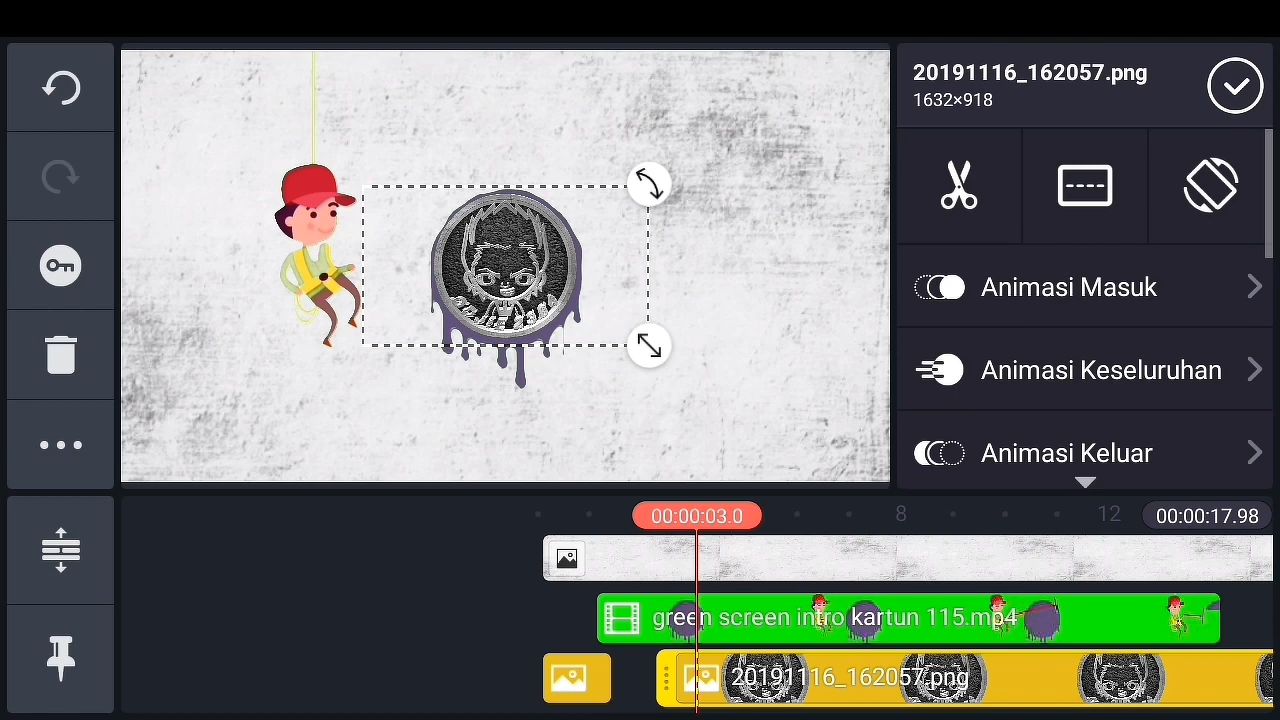 20191116_162057.png
1632×918
Animasi Masuk
Animasi Keseluruhan
Animasi Keluar
00:00:03.0
8
12
00:00:17.98
green screen intro kartun 115.mp4
20191116_162057.png